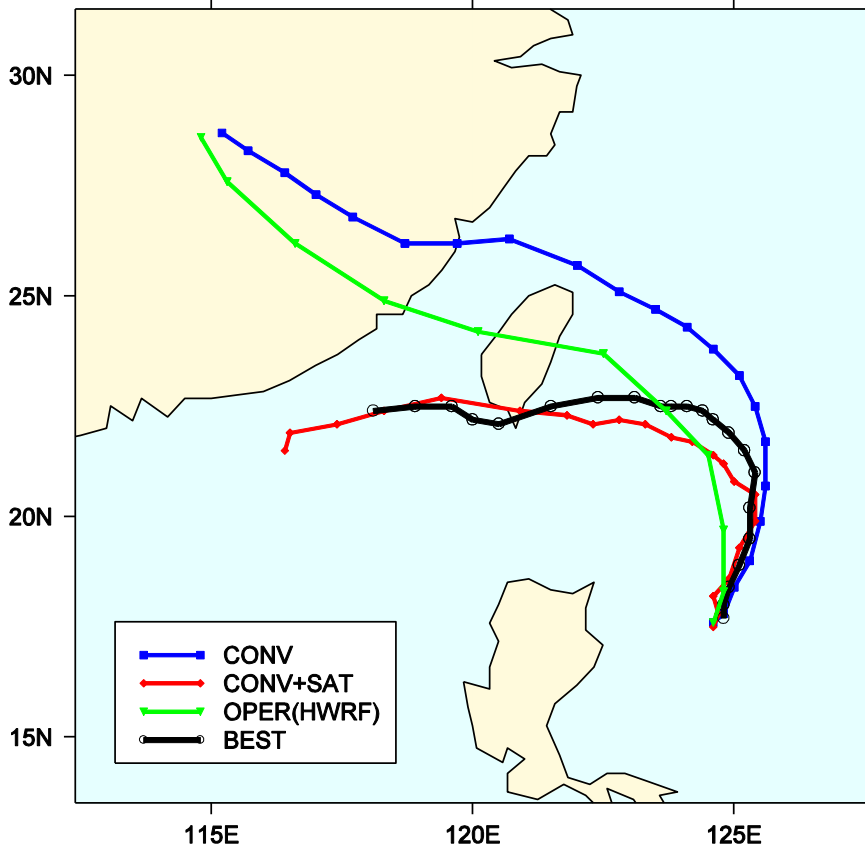 30N
25N
20N
15N
CONV
CONV+SAT
OPER(HWRF)
BEST
115E
120E
125E